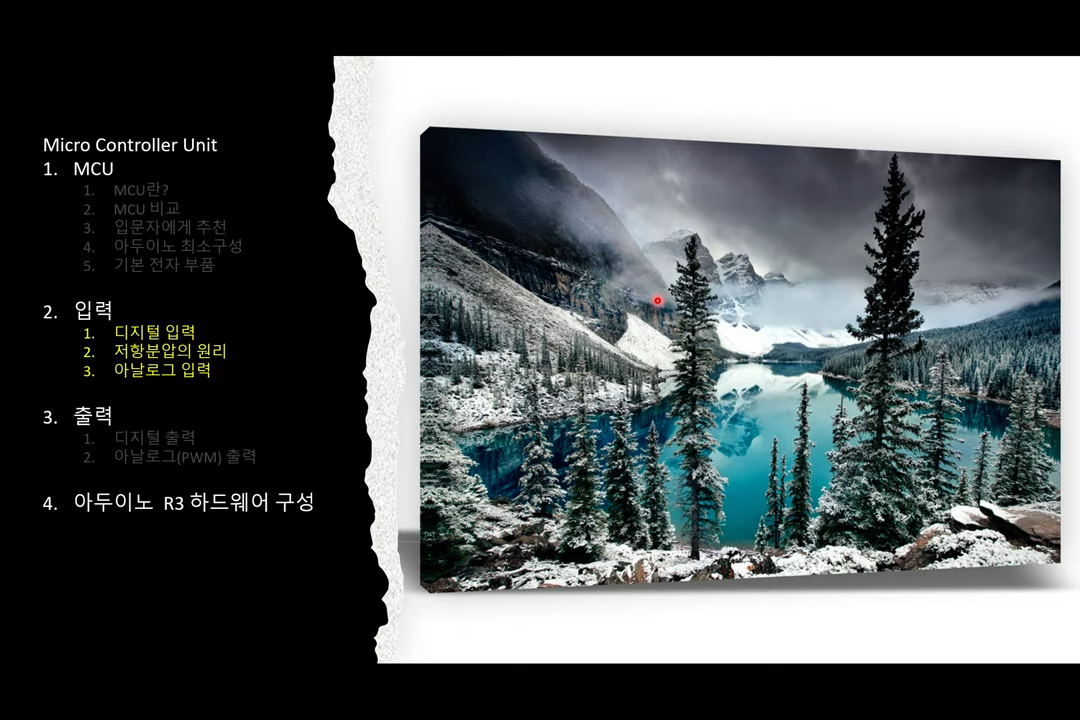 Micro Controller Unit
1. MCU
1. MCU란?
2. MCU 비교
3. 입문자에게 추천
4. 아두이노 최소구성
5. 기본 전자 부품
2. 입력
1. 디지털 입력
2. 저항분압의 원리
3. 아날로그 입력
3. 출력
1. 디지털 출력
2. 아날로그(PWM) 출력
4. 아두이노 R3 하드웨어 구성